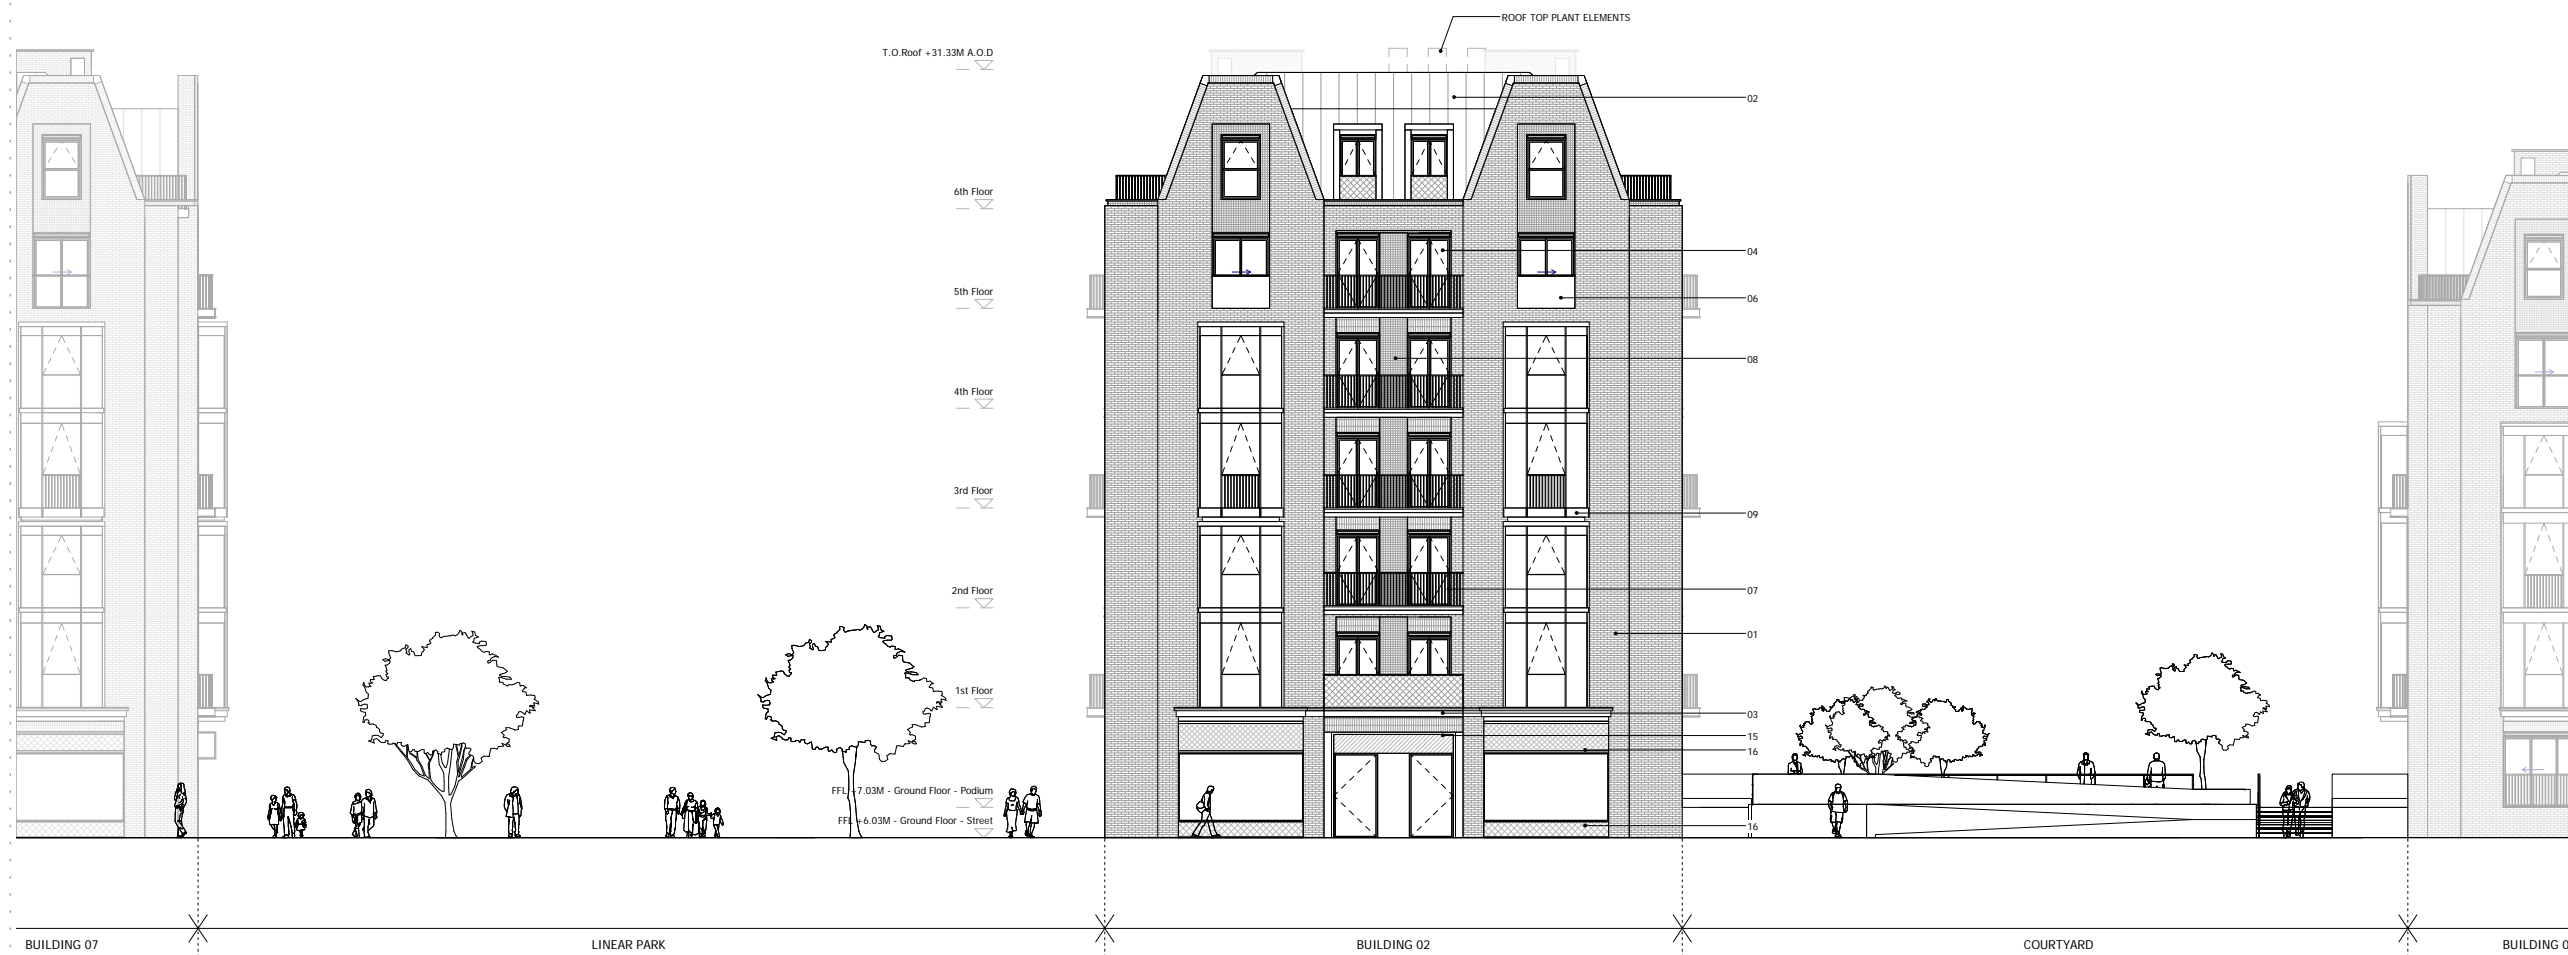 ROOF TOP PLANT ELEMENTS
T.O.Roof +31.33M A.O.D
02
6th Floor
04
5th Floor
06
08
4th Floor
3rd Floor
09
2nd Floor
07
01
1st Floor
03
15
16
FFL +7.03M - Ground Floor - Podium
FFL +6.03M - Ground Floor - Street
16
BUILDING 07
LINEAR PARK
BUILDING 02
COURTYARD
BUILDING 0